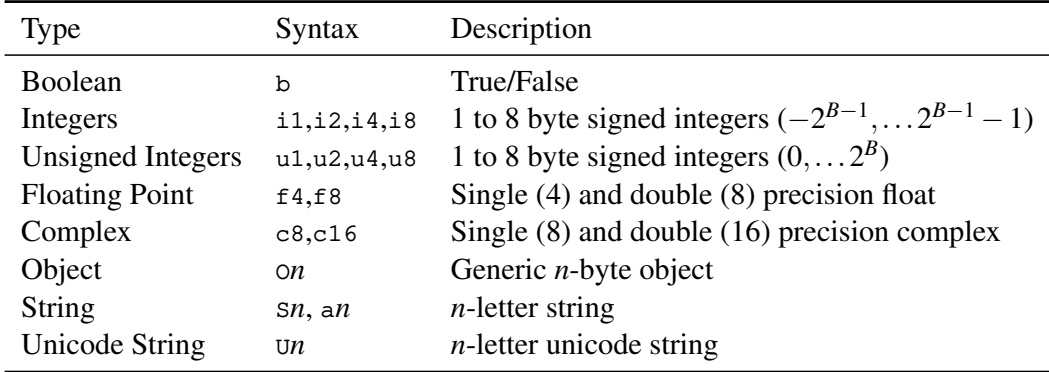 Type Syntax Description
Boolean b True/False
Integers i1,i2,i4,i8 1 to 8 byte signed integers (−2^{B−1},…2^{B−1} − 1)
Unsigned Integers u1,u2,u4,u8 1 to 8 byte signed integers (0,…2^{B})
Floating Point f4,f8 Single (4) and double (8) precision float
Complex c8,c16 Single (8) and double (16) precision complex
Object On Generic n-byte object
String Sn, an n-letter string
Unicode String Un n-letter unicode string